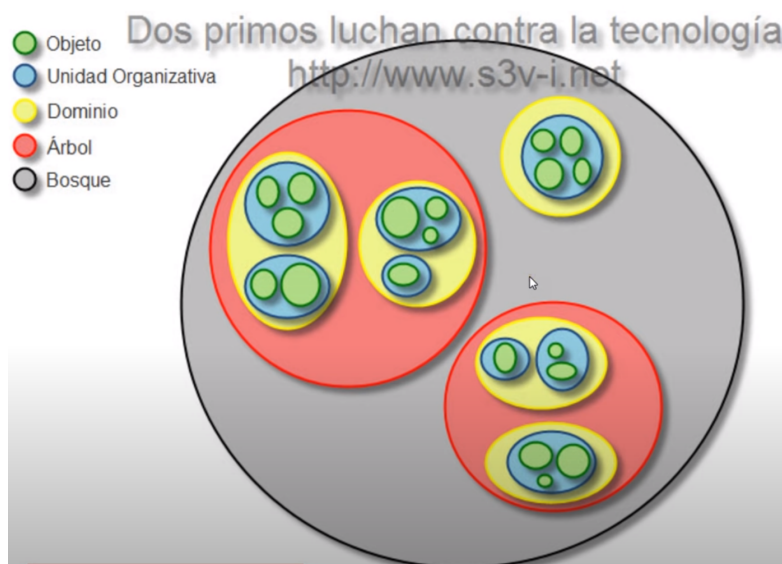 Dos primos luchan contra la tecnología
http://www.s3v-i.net
Objeto
Unidad Organizativa
Dominio
Árbol
Bosque